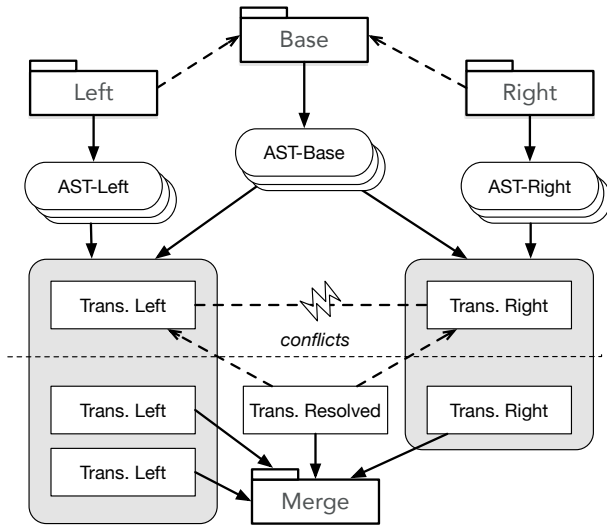 Base
Left
Right
AST-Base
AST-Left
AST-Right
Trans. Left
Trans. Right
conflicts
Trans. Left
Trans. Resolved
Trans. Right
Trans. Left
Merge